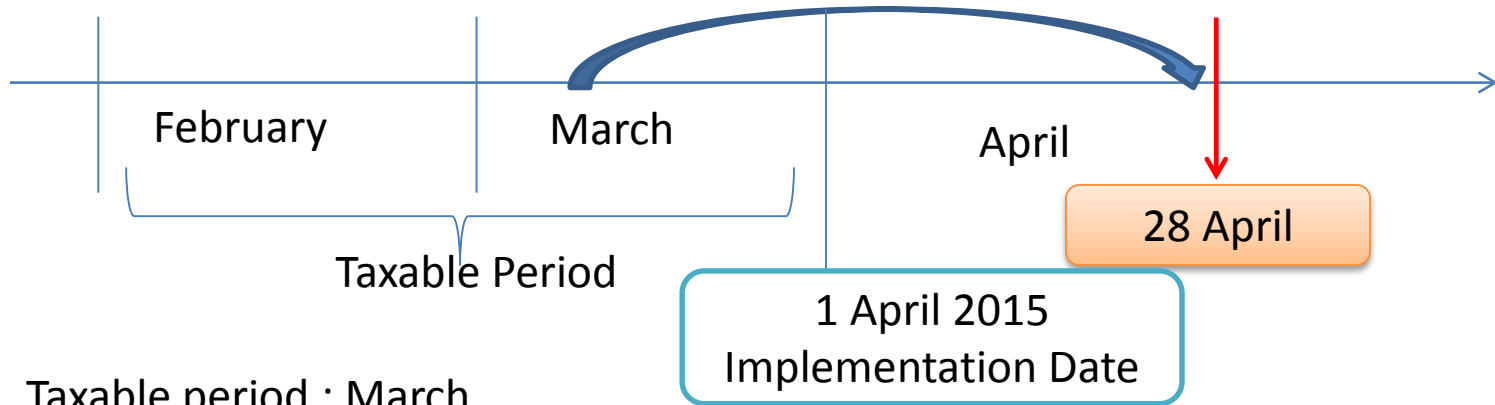 February
March
April
28 April
Taxable Period
1 April 2015
Implementation Date
Taxable period : March